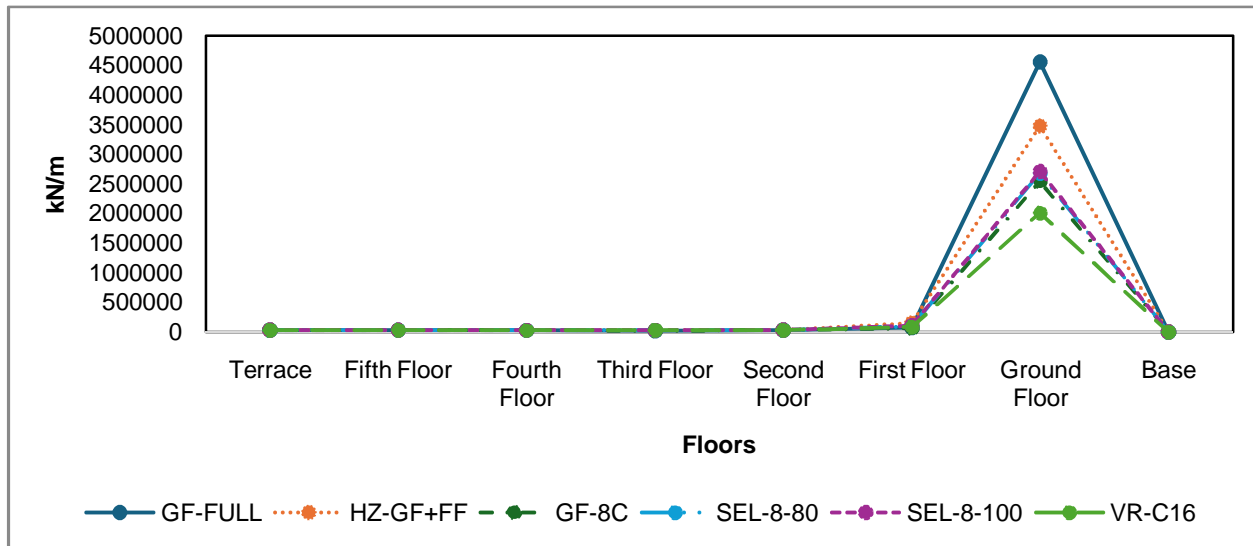 5000000
4500000
4000000
3500000
3000000
2500000
2000000
1500000
1000000
500000
0
kN/m
Terrace
Fifth Floor
Fourth
Floor
Third Floor
Second
Floor
First Floor
Ground
Floor
Base
Floors
GF-FULL
HZ-GF+FF
GF-8C
SEL-8-80
SEL-8-100
VR-C16